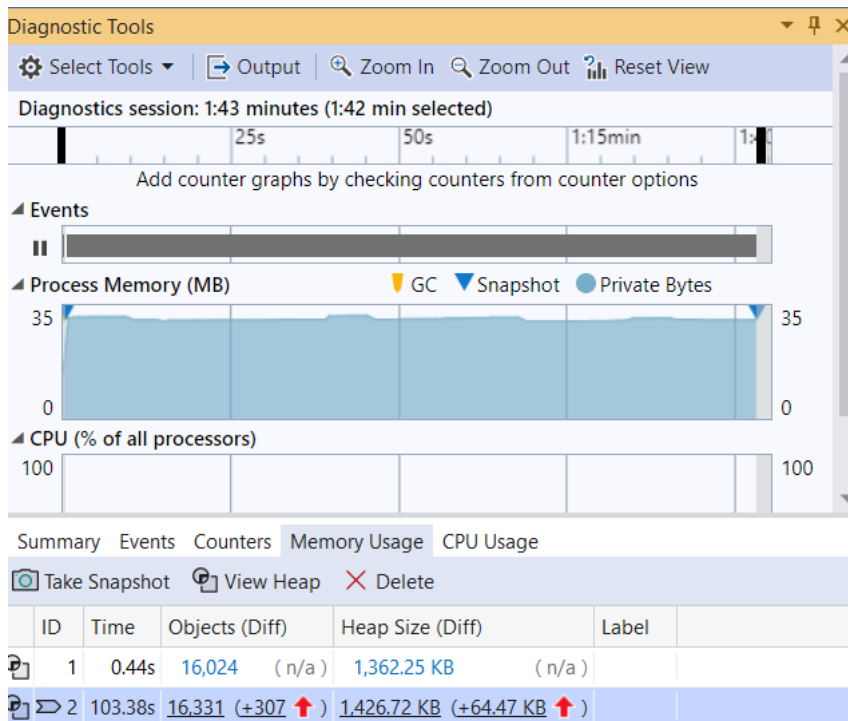 Diagnostic Tools
Select Tools Output Zoom In Zoom Out Reset View
Diagnostics session: 1:43 minutes (1:42 min selected)
25s 50s 1:15min
Add counter graphs by checking counters from counter options
Events
Process Memory (MB) GC Snapshot Private Bytes
35 35
0 0
CPU (% of all processors)
100 100
Summary Events Counters Memory Usage CPU Usage
Take Snapshot View Heap Delete
ID Time Objects (Diff) Heap Size (Diff) Label
1 0.44s 16,024 (n/a) 1,362.25 KB (n/a)
2 103.38s 16,331 (+307 ) 1,426.72 KB (+64.47 KB )